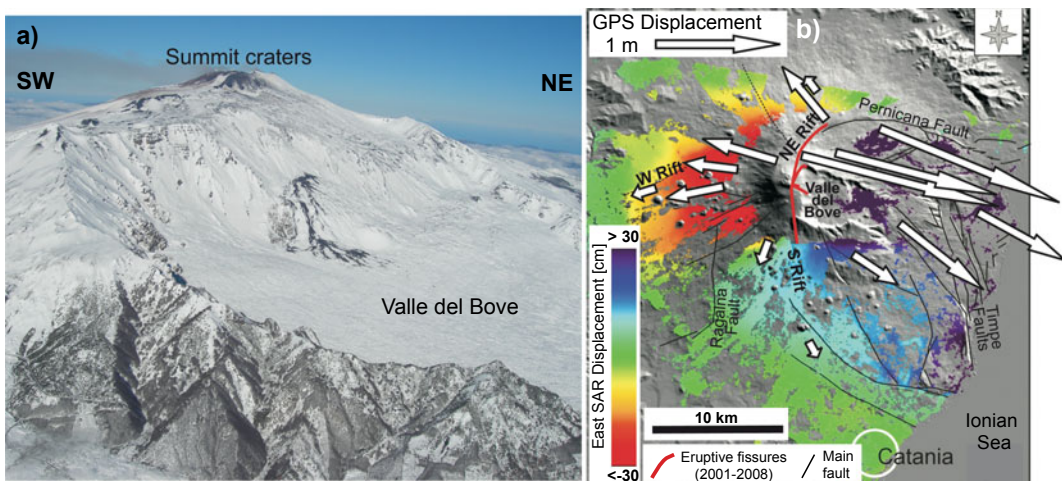 a)
Summit craters
SW
NE
Valle del Bove
GPS Displacement
1 m
b)
Pernicana Fault
NE Rift
W Rift
Valle
del
Bove
S Rift
Ragalna
Fault
Timpe
Faults
East SAR Displacement [cm]
> 30
<-30
10 km
Ionian
Sea
Catania
Eruptive fissures
(2001-2008)
Main
fault